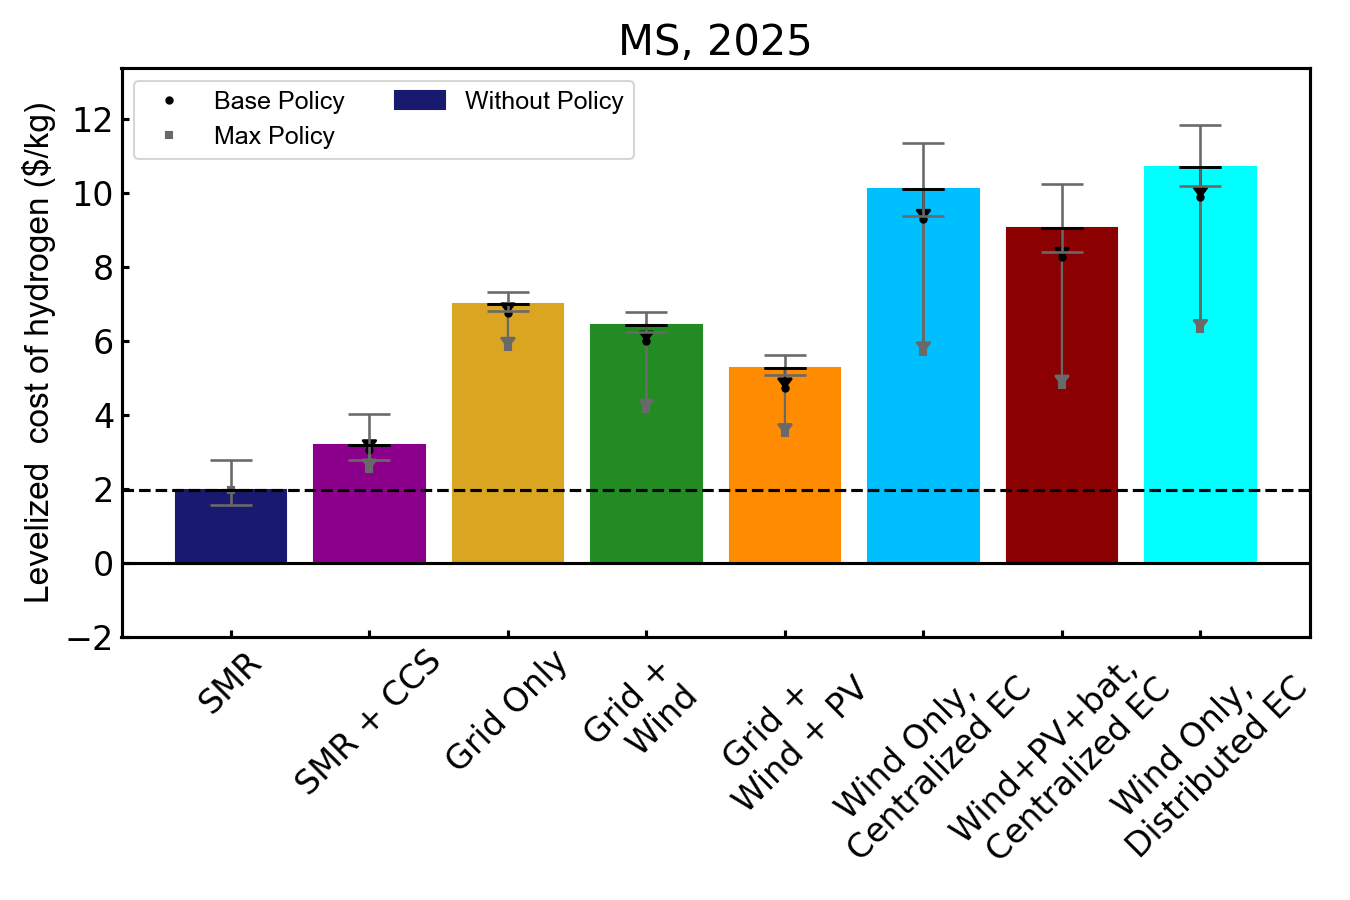 MS, 2025
Base Policy
Max Policy
Without Policy
Levelized cost of hydrogen ($/kg)
12
10
8
6
4
2
0
−2
SMR
SMR + CCS
Grid Only
Grid +
Wind
Grid +
Wind + PV
Wind Only,
Centralized EC
Wind+PV+bat,
Centralized EC
Wind Only,
Distributed EC